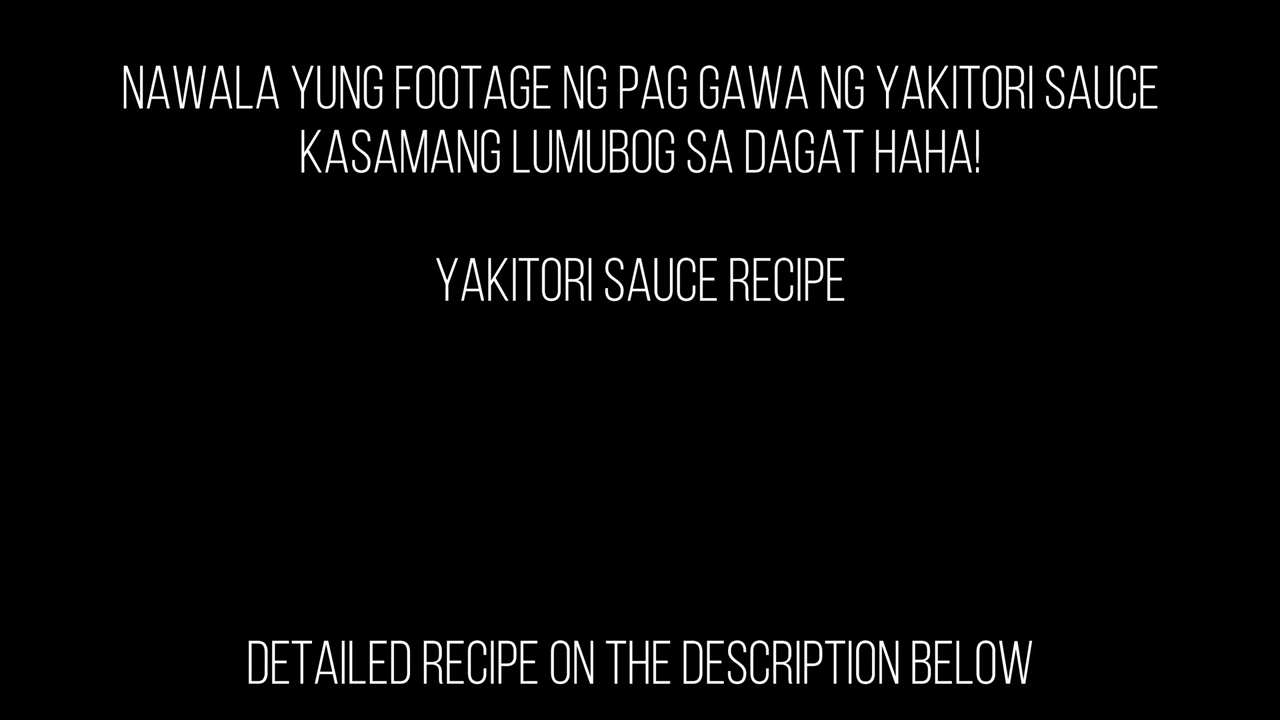 NAWALA YUNG FOOTAGE NG PAG GAWA NG YAKITORI SAUCE
KASAMANG LUMUBOG SA DAGAT HAHA!
YAKITORI SAUCE RECIPE
DETAILED RECIPE ON THE DESCRIPTION BELOW